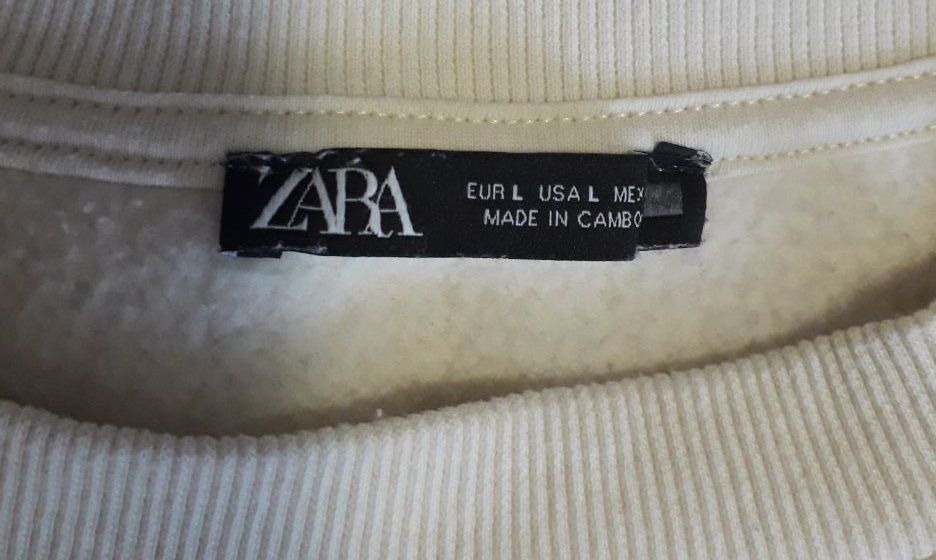 ZARA
EUR L USA L MEX
MADE IN CAMBO